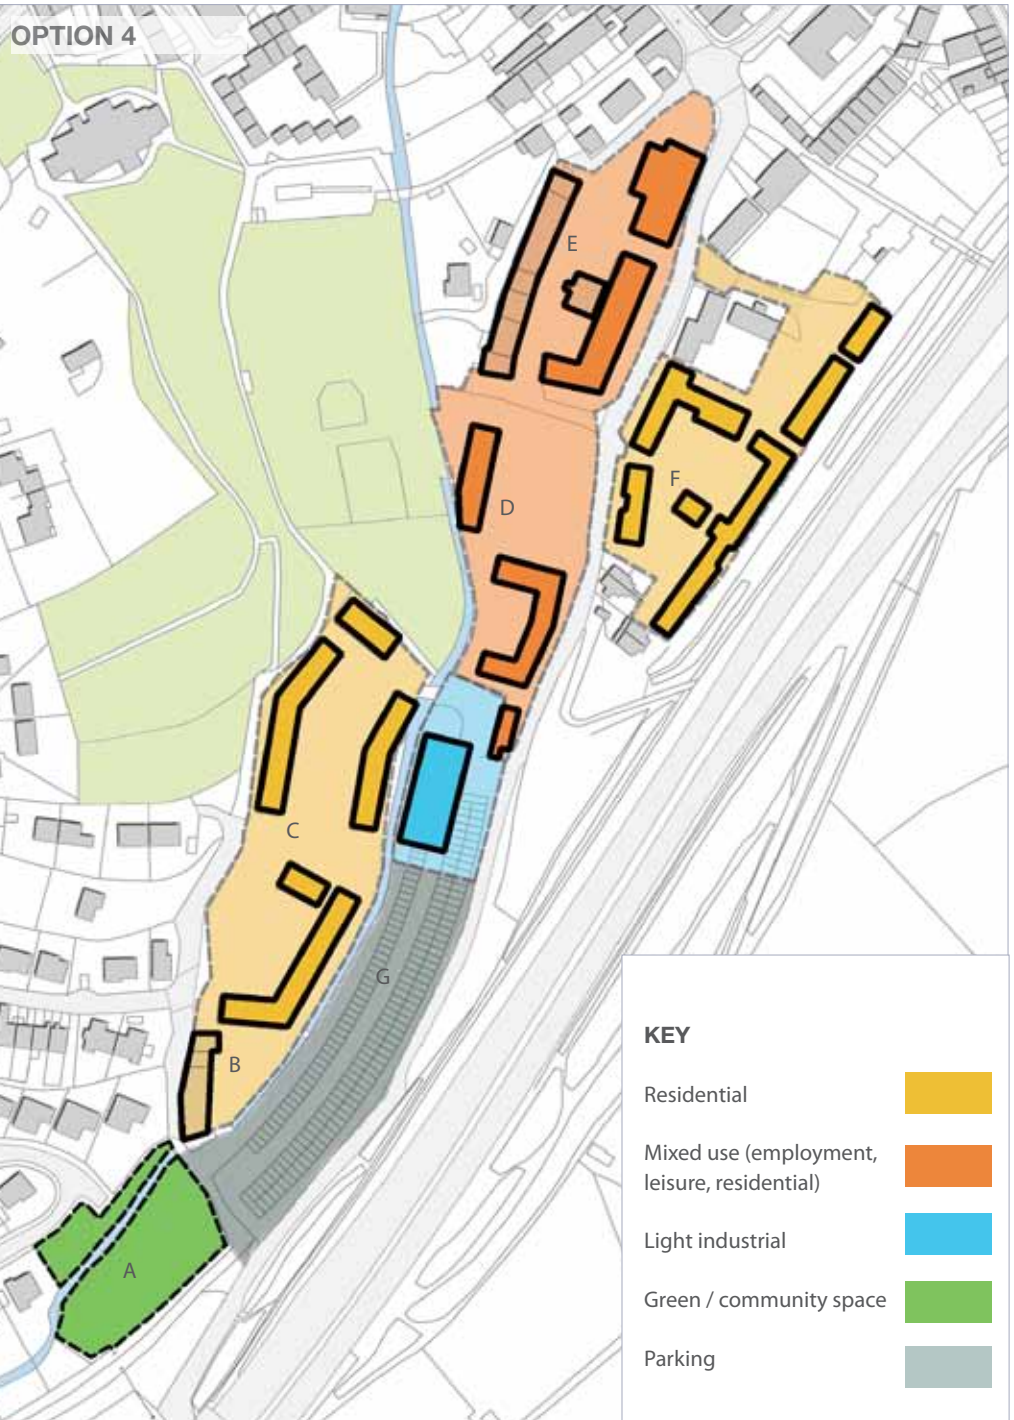 OPTION 4
E
F
D
C
G
B
A
KEY
Residential
Mixed use (employment,
leisure, residential)
Light industrial
Green / community space
Parking